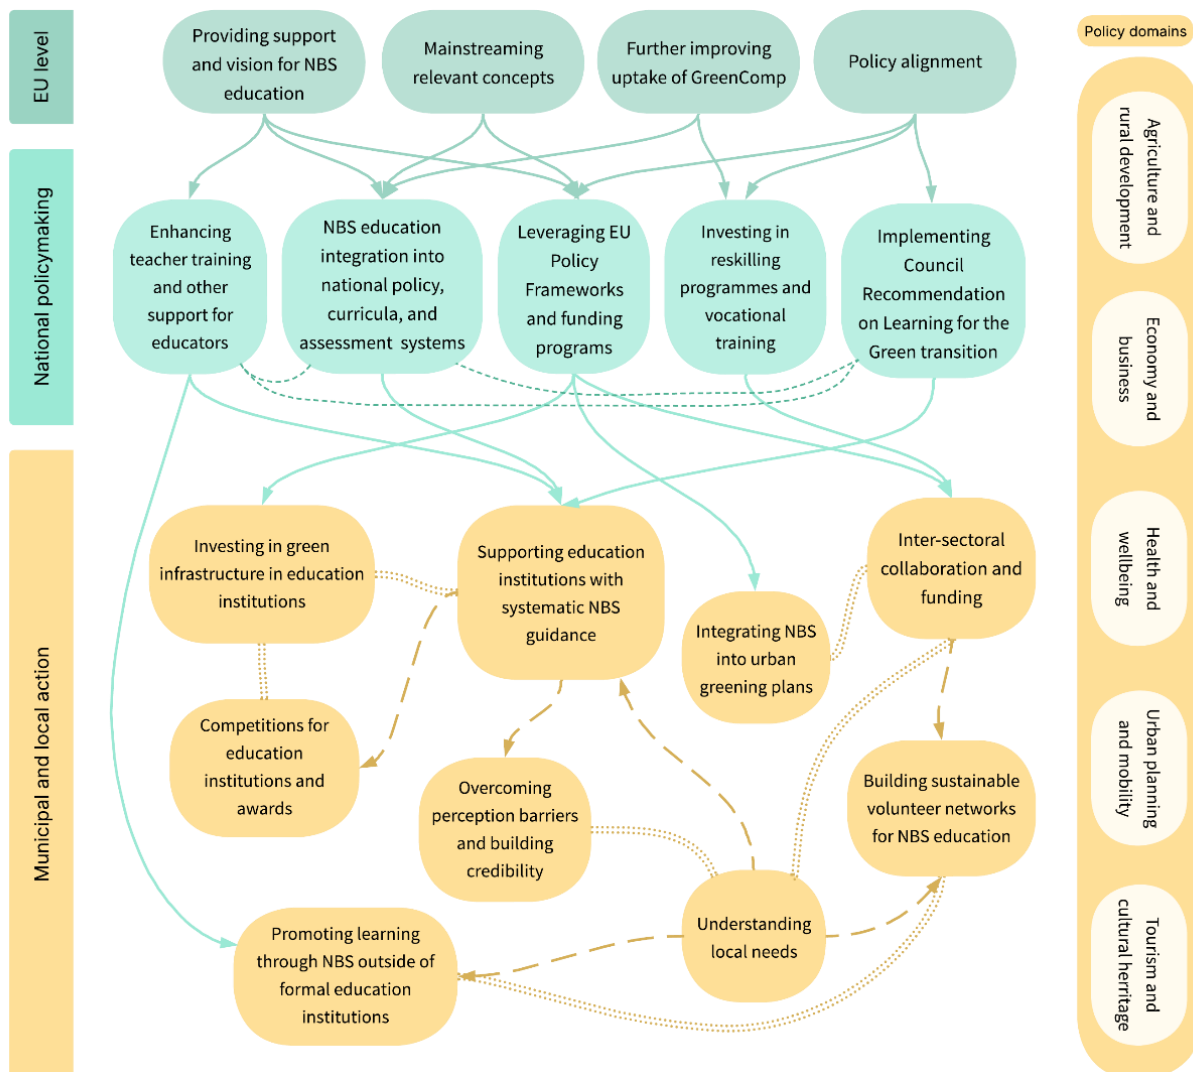 EU level
Providing support
and vision for NBS
education
Mainstreaming
relevant concepts
Further improving
uptake of GreenComp
Policy alignment
National policymaking
Enhancing
teacher training
and other
support for
educators
NBS education
integration into
national policy,
curricula, and
assessment systems
Leveraging EU
Policy
Frameworks
and funding
programs
Investing in
reskilling
programmes and
vocational
training
Implementing
Council
Recommendation
on Learning for the
Green transition
Municipal and local action
Investing in green
infrastructure in education
institutions
Supporting education
institutions with
systematic NBS
guidance
Integrating NBS
into urban
greening plans
Inter-sectoral
collaboration and
funding
Competitions for
education
institutions and
awards
Overcoming
perception barriers
and building
credibility
Building sustainable
volunteer networks
for NBS education
Understanding
local needs
Promoting learning
through NBS outside of
formal education
institutions
Policy domains
Agriculture and
rural development
Economy and
business
Health and
wellbeing
Urban planning
and mobility
Tourism and
cultural herritage